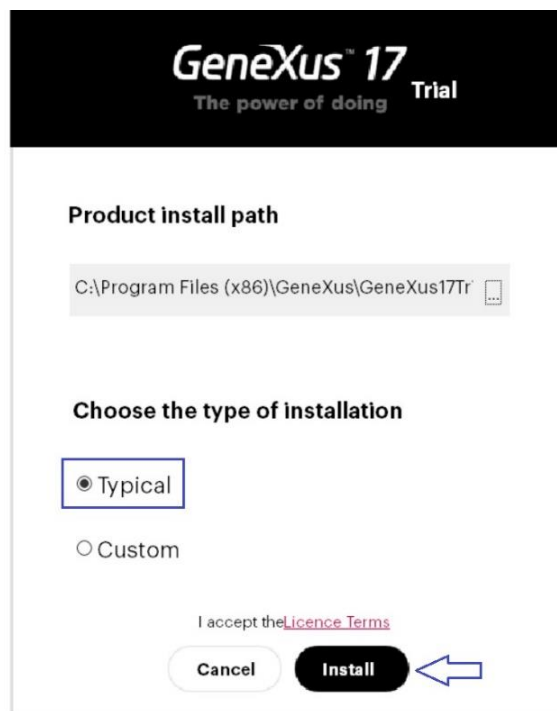 GeneXus™ 17
Trial
The power of doing
Product install path
C:\Program Files (x86)\GeneXus\GeneXus17Tr
...
Choose the type of installation
Typical
Custom
I accept theLicence Terms
Cancel
Install